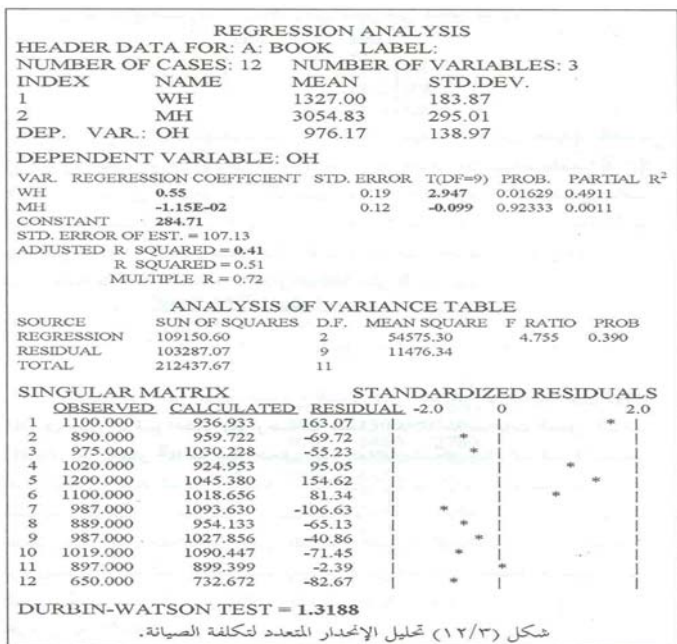 REGRESSION ANALYSIS
HEADER DATA FOR: A: BOOK LABEL:
NUMBER OF CASES: 12 NUMBER OF VARIABLES: 3
INDEX NAME MEAN STD.DEV.
1 WH 1327.00 183.87
2 MH 3054.83 295.01
DEP. VAR.: OH 976.17 138.97
DEPENDENT VARIABLE: OH
VAR. REGERESSION COEFFICIENT STD. ERROR T(DF=9) PROB. PARTIAL R²
WH 0.55 0.19 2.947 0.01629 0.4911
MH -1.15E-02 0.12 -0.099 0.92333 0.0011
CONSTANT 284.71
STD. ERROR OF EST. = 107.13
ADJUSTED R SQUARED = 0.41
R SQUARED = 0.51
MULTIPLE R = 0.72
ANALYSIS OF VARIANCE TABLE
SOURCE SUN OF SQUARES D.F. MEAN SQUARE F RATIO PROB
REGRESSION 109150.60 2 54575.30 4.755 0.390
RESIDUAL 103287.07 9 11476.34
TOTAL 212437.67 11
SINGULAR MATRIX STANDARDIZED RESIDUALS
OBSERVED CALCULATED RESIDUAL -2.0 0 2.0
1 1100.000 936.933 163.07
2 890.000 959.722 -69.72
3 975.000 1030.228 -55.23
4 1020.000 924.953 95.05
5 1200.000 1045.380 154.62
6 1100.000 1018.656 81.34
7 987.000 1093.630 -106.63
8 889.000 954.133 -65.13
9 987.000 1027.856 -40.86
10 1019.000 1090.447 -71.45
11 897.000 899.399 -2.39
12 650.000 732.672 -82.67
DURBIN-WATSON TEST = 1.3188
شكل (١٢/٣) تحليل الإنحدار المتعدد لتكلفة الصيانة.